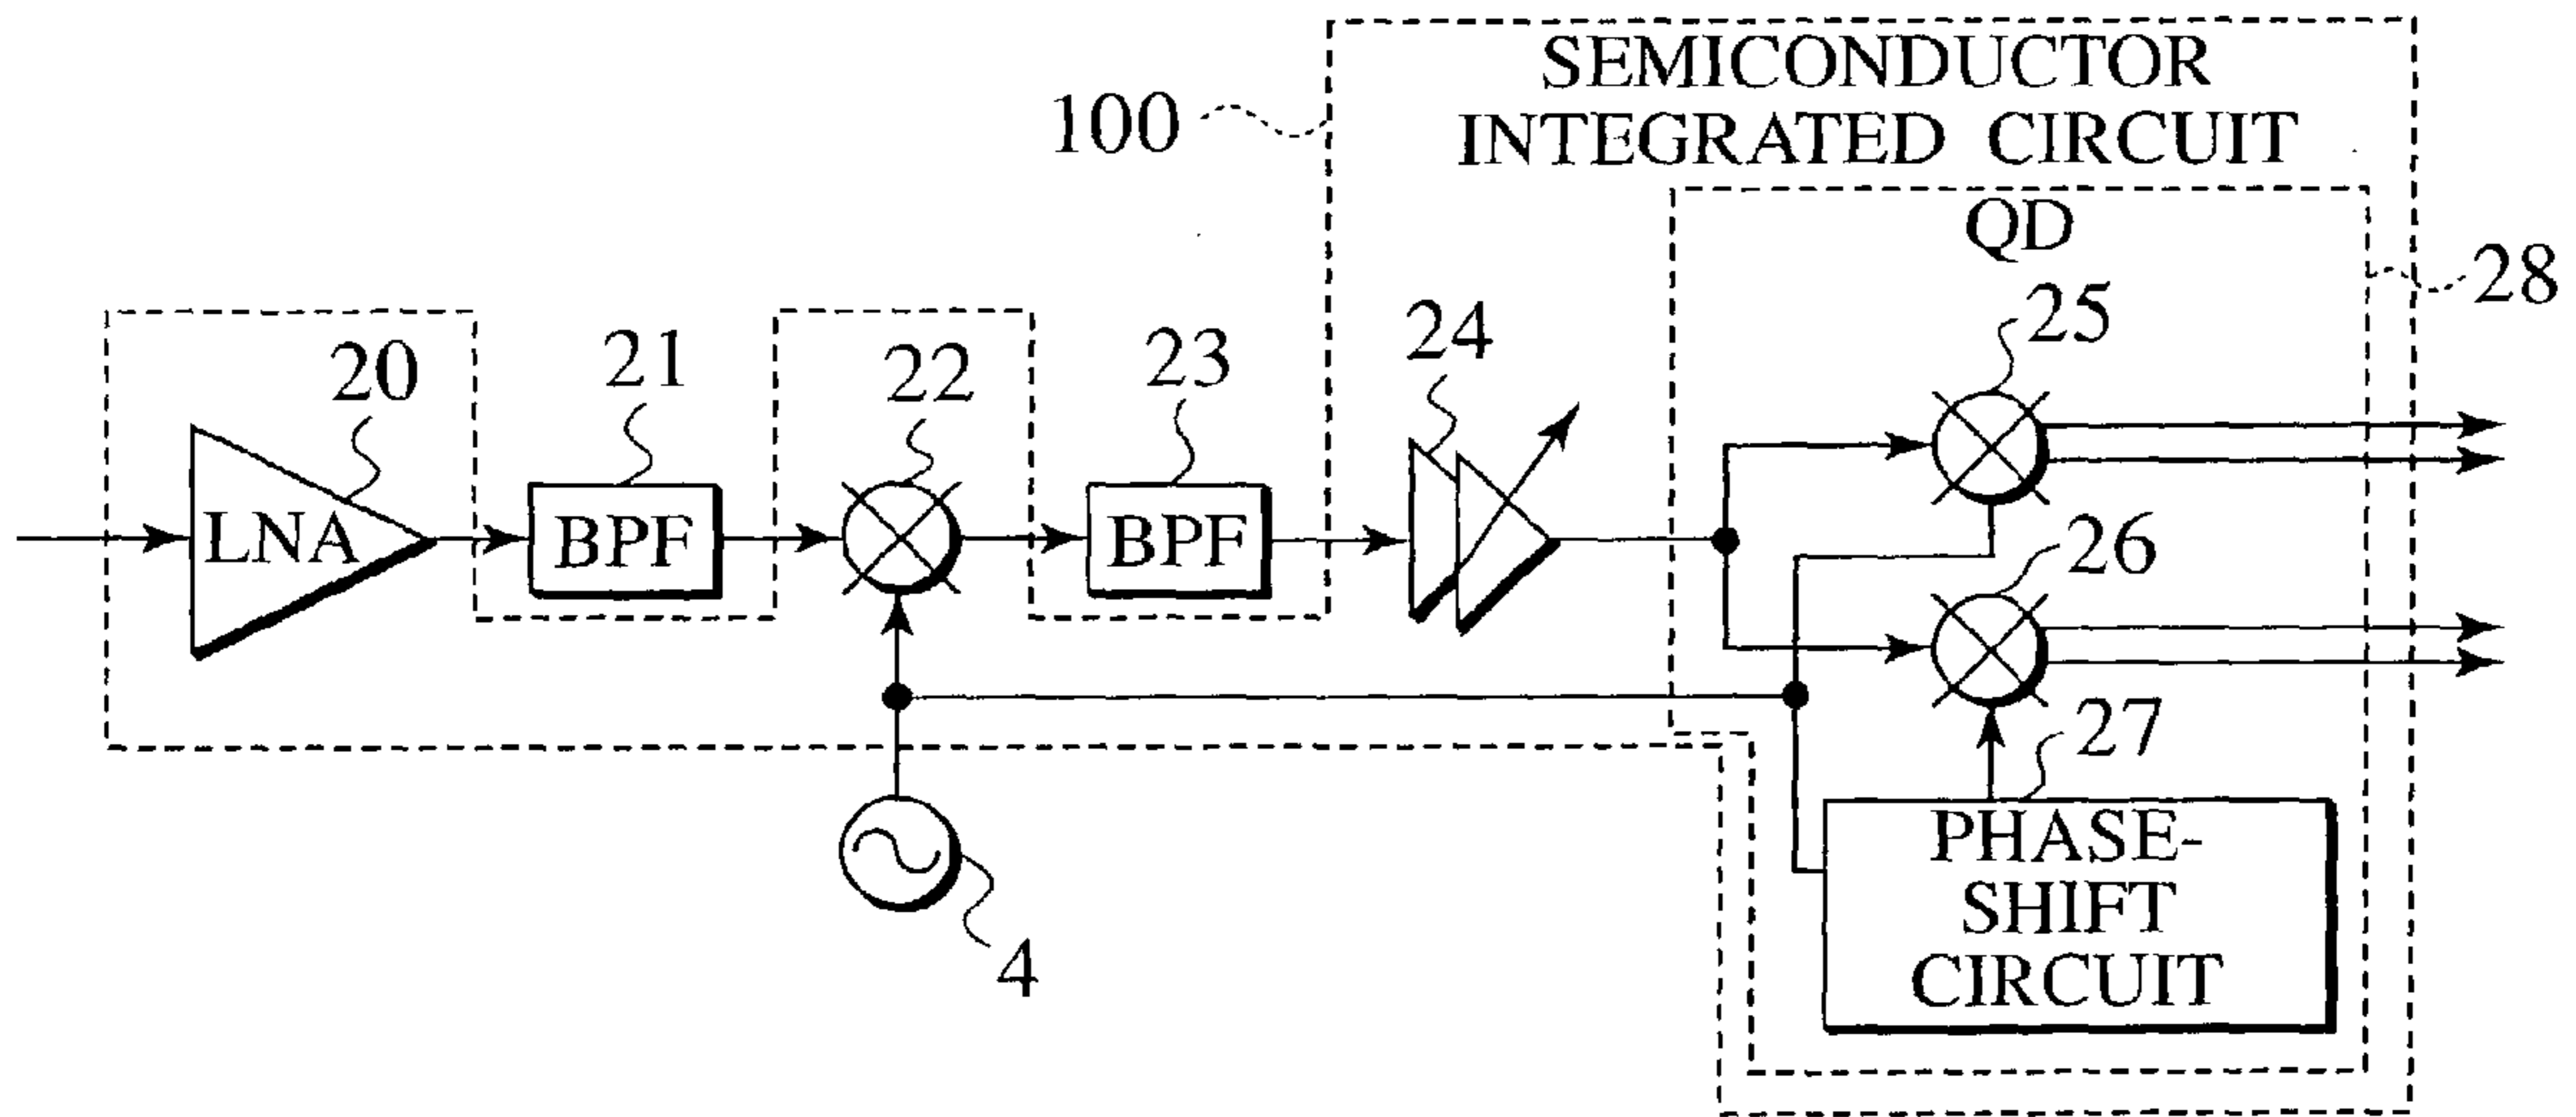 SEMICONDUCTOR
INTEGRATED CIRCUIT
100
QD
28
25
24
20
21
22
23
LNA
BPF
BPF
26
27
PHASE-
SHIFT
CIRCUIT
4